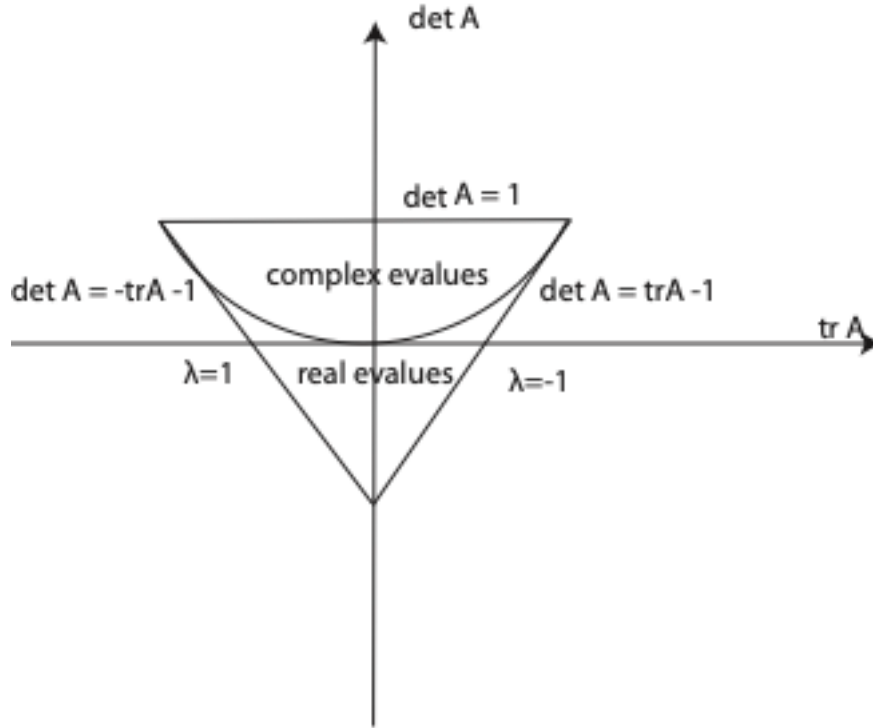 det A
det A = 1
complex evalues
det A = -trA -1
det A = trA -1
tr A
λ=1
real evalues
λ=-1